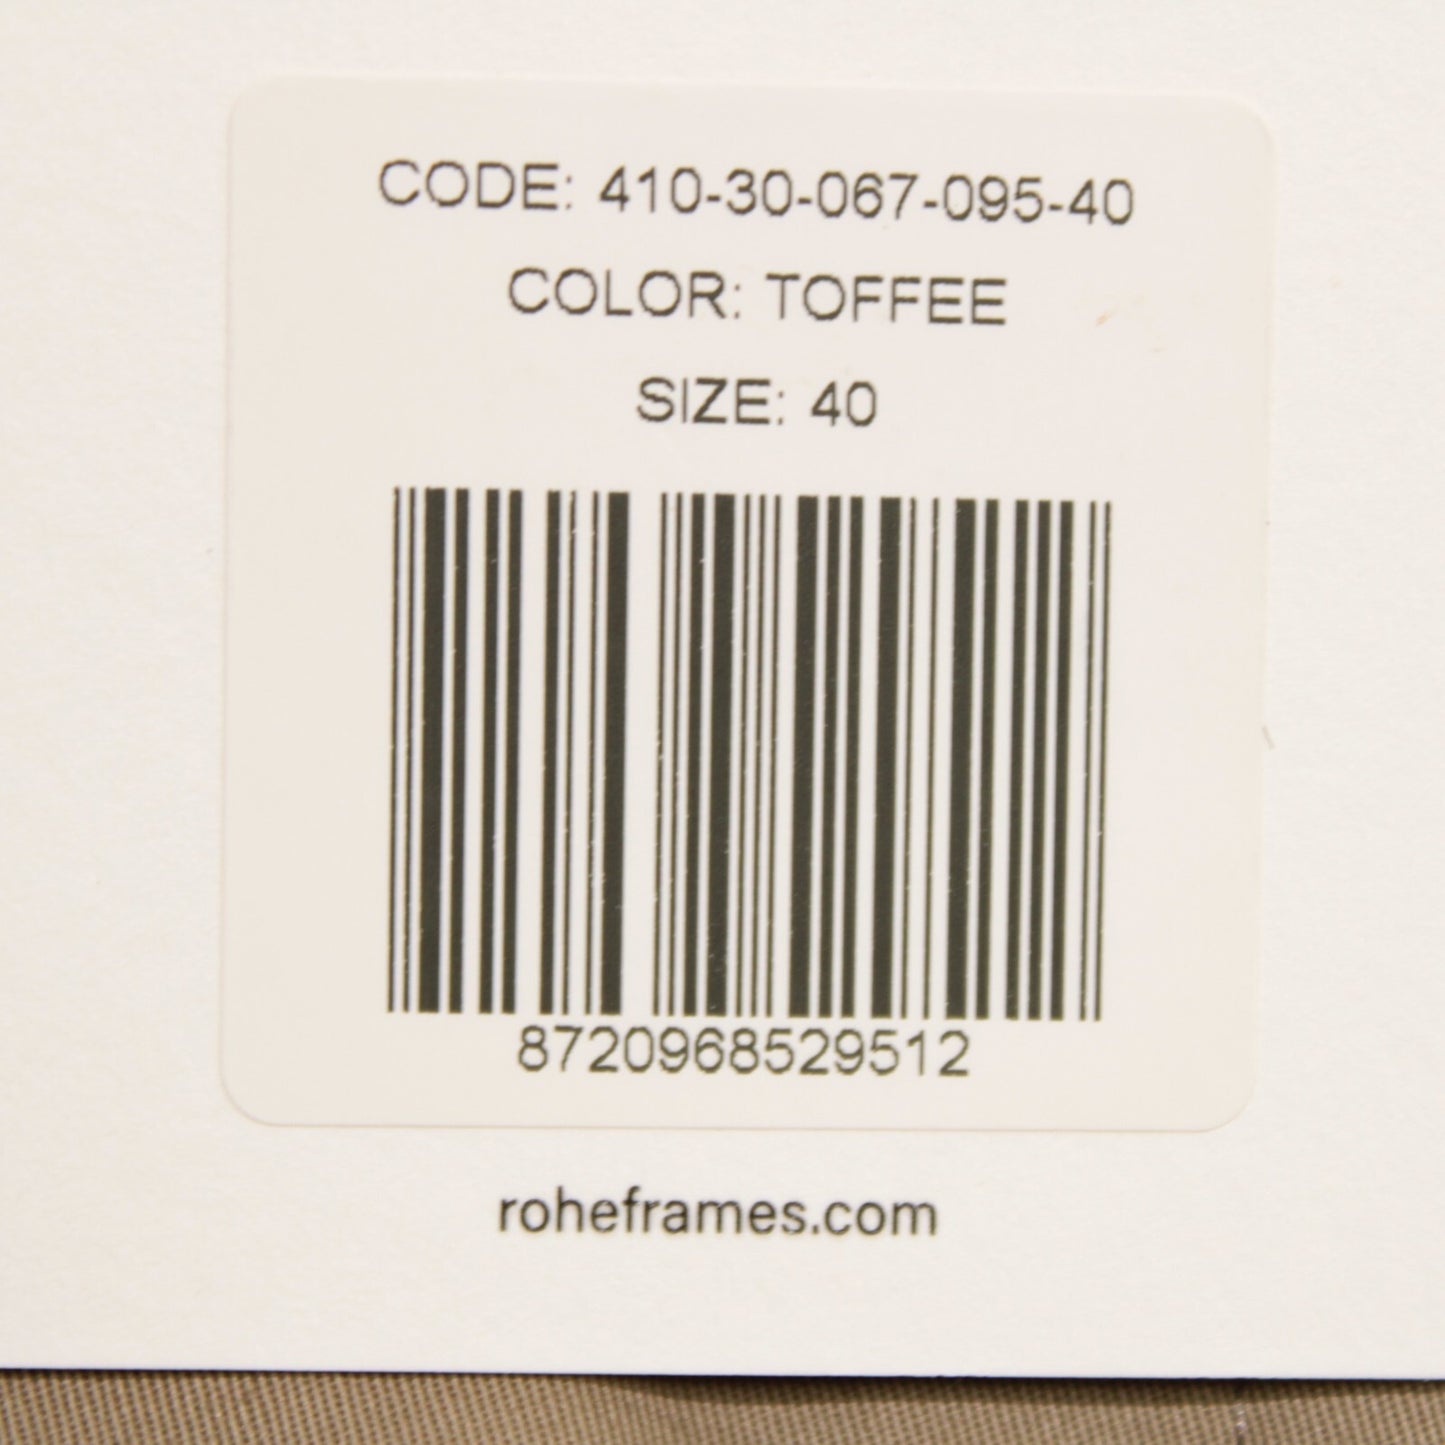 CODE: 410-30-067-095-40
COLOR: TOFFEE
SIZE: 40
8720968529512
roheframes.com